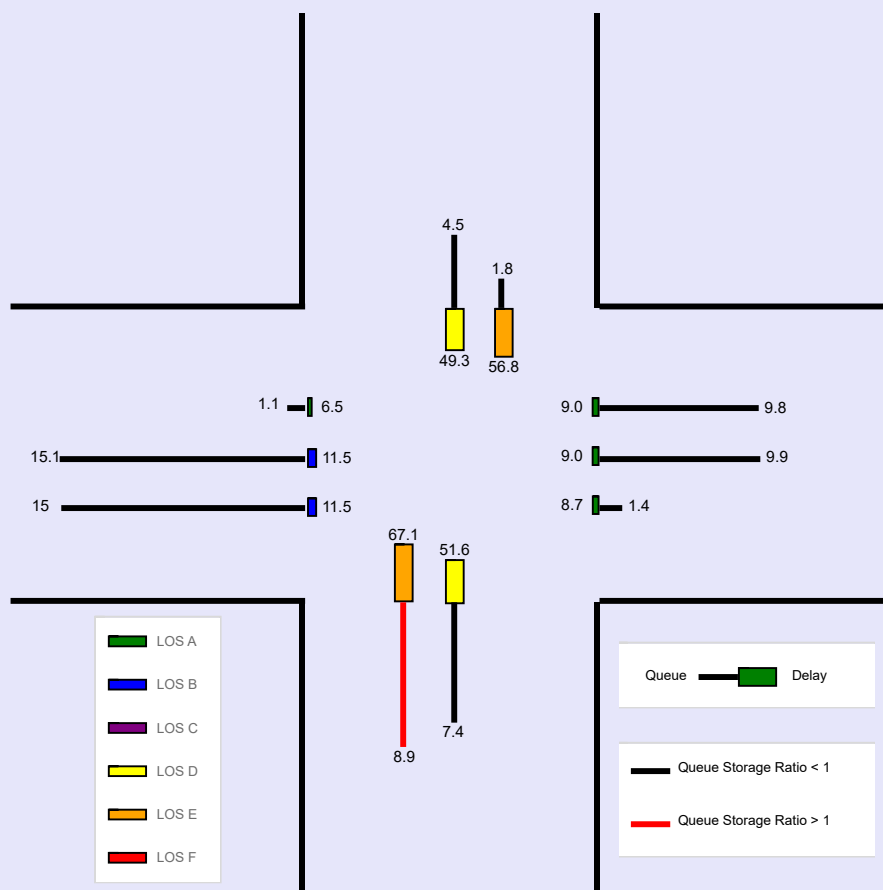 4.5
1.8
49.3
56.8
1.1
6.5
9.0
9.8
15.1
11.5
9.0
9.9
15
11.5
8.7
1.4
67.1
51.6
7.4
8.9
LOS A
LOS B
LOS C
LOS D
LOS E
LOS F
Queue
Delay
Queue Storage Ratio < 1
Queue Storage Ratio > 1